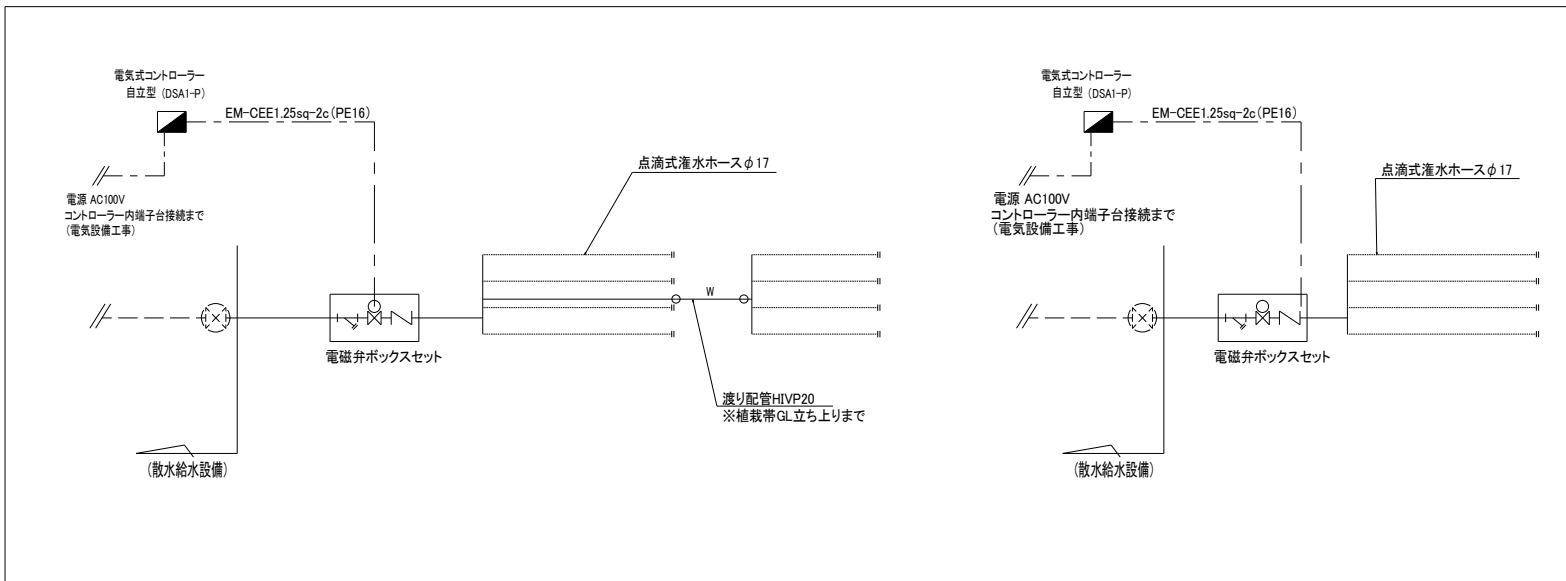 電気式コントローラー
自立型 (DSA1-P)
EM-CEE1.25sq-2c(PE16)
点滴式潅水ホースφ17
電源 AC100V
コントローラー内端子台接続まで
(電気設備工事)
W
電磁弁ボックスセット
渡り配管HIVP20
※植栽帯GL立ち上りまで
(散水給水設備)
電気式コントローラー
自立型 (DSA1-P)
EM-CEE1.25sq-2c(PE16)
点滴式潅水ホースφ17
電源 AC100V
コントローラー内端子台接続まで
(電気設備工事)
電磁弁ボックスセット
(散水給水設備)